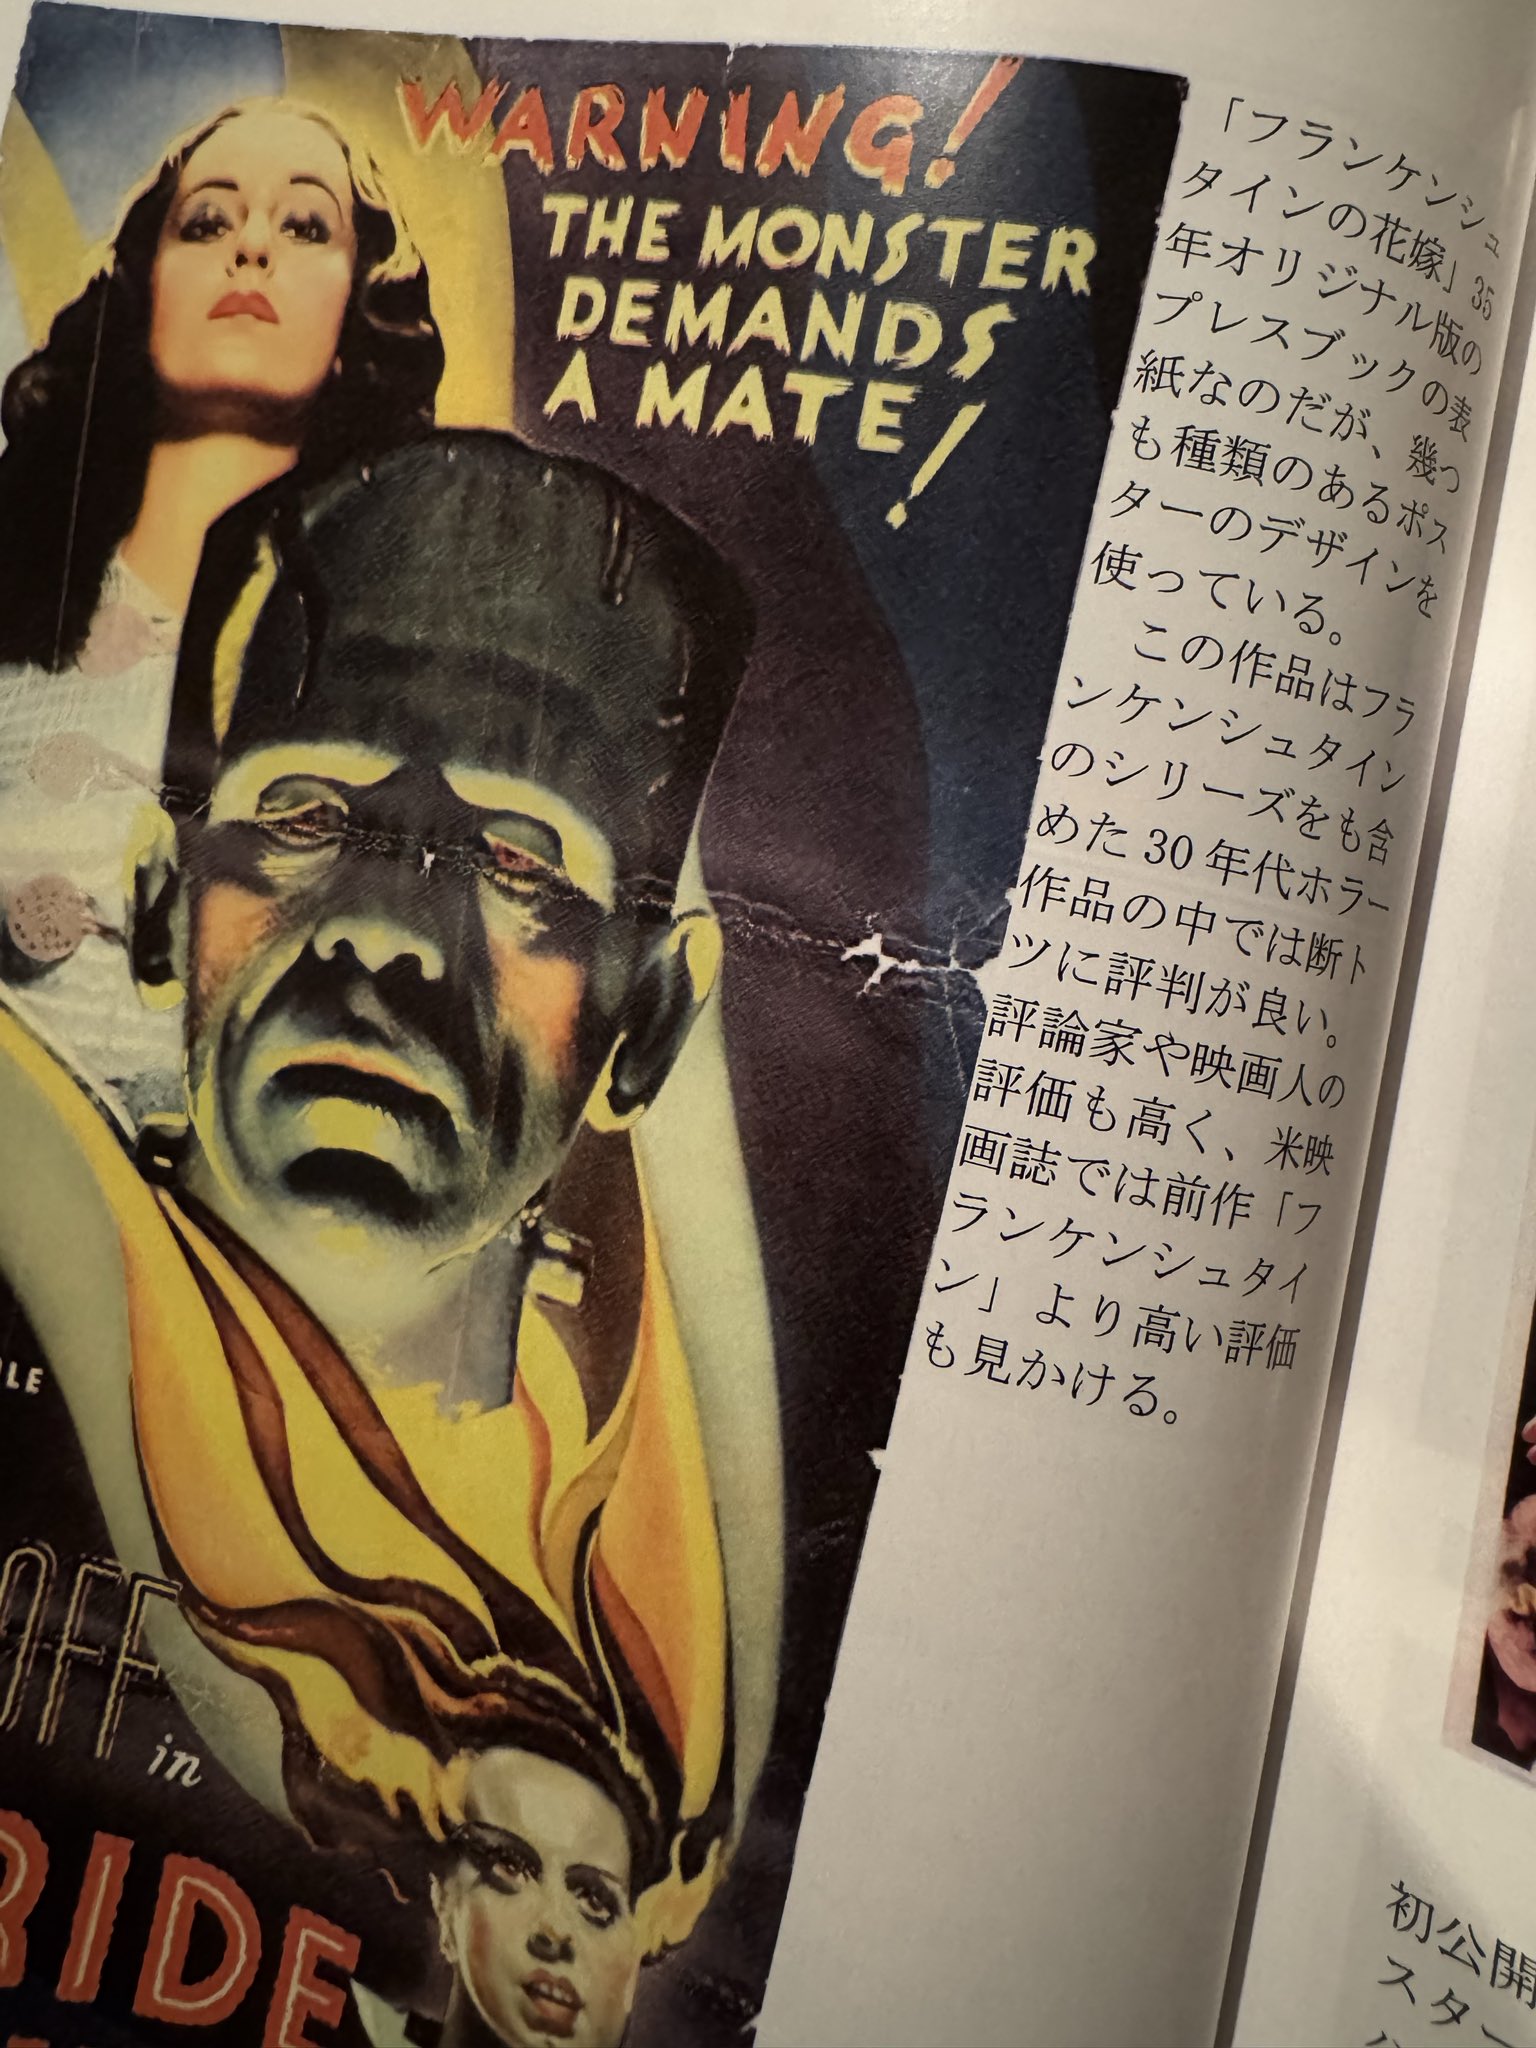 WARNING!
THE MONSTER
DEMANDS
A MATE!
「フランケンシュ
タインの花嫁」35
年オリジナル版の
プレスブックの表
紙なのだが、幾つ
も種類のあるポス
ターのデザインを
使っている。
この作品はフラ
ンケンシュタイン
のシリーズをも含
めた30年代ホラー
作品の中では断ト
ツに評判が良い。
評論家や映画人の
評価も高く、米映
画誌では前作「フ
ランケンシュタイ
ン」より高い評価
も見かける。
LE
OFF
in
RIDE
初公開
スター